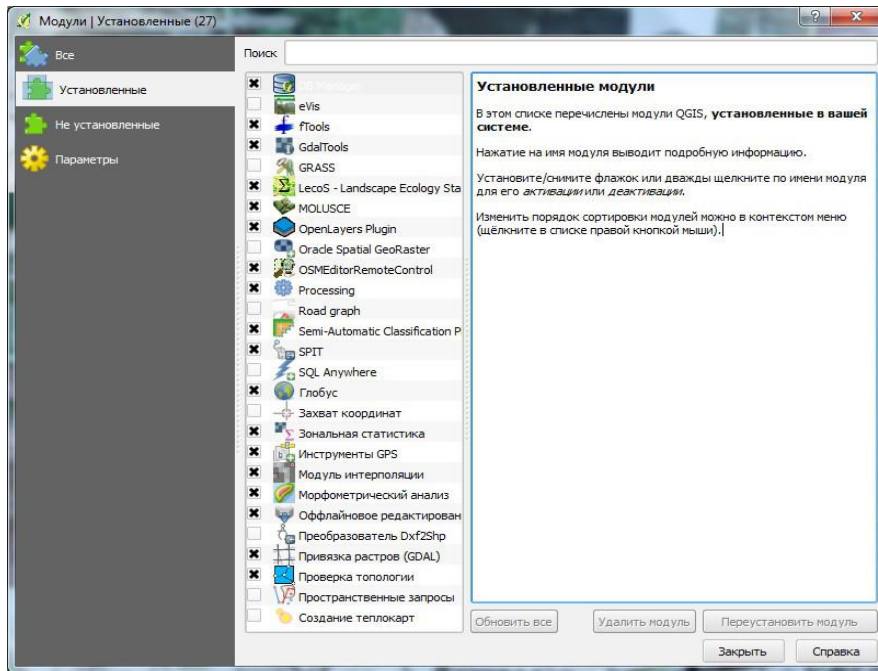 Модули | Установленные (27)
Все
Установленные
Не установленные
Параметры
Поиск
DB Manager
eVis
fTools
GdalTools
GRASS
LecoS - Landscape Ecology Sta
MOLUSCE
OpenLayers Plugin
Oracle Spatial GeoRaster
OSMEditorRemoteControl
Processing
Road graph
Semi-Automatic Classification P
SPIT
SQL Anywhere
Глобус
Захват координат
Зональная статистика
Инструменты GPS
Модуль интерполяции
Морфометрический анализ
Оффлайновое редактирован
Преобразователь Dxf2Shp
Привязка растров (GDAL)
Проверка топологии
Пространственные запросы
Создание теплокарт
Установленные модули
В этом списке перечислены модули QGIS, установленные в вашей
системе.
Нажатие на имя модуля выводит подробную информацию.
Установите/снимите флажок или дважды щелкните по имени модуля
для его активации или деактивации.
Изменить порядок сортировки модулей можно в контекстом меню
(щёлкните в списке правой кнопкой мыши).
Обновить все
Удалить модуль
Переустановить модуль
Закрыть
Справка